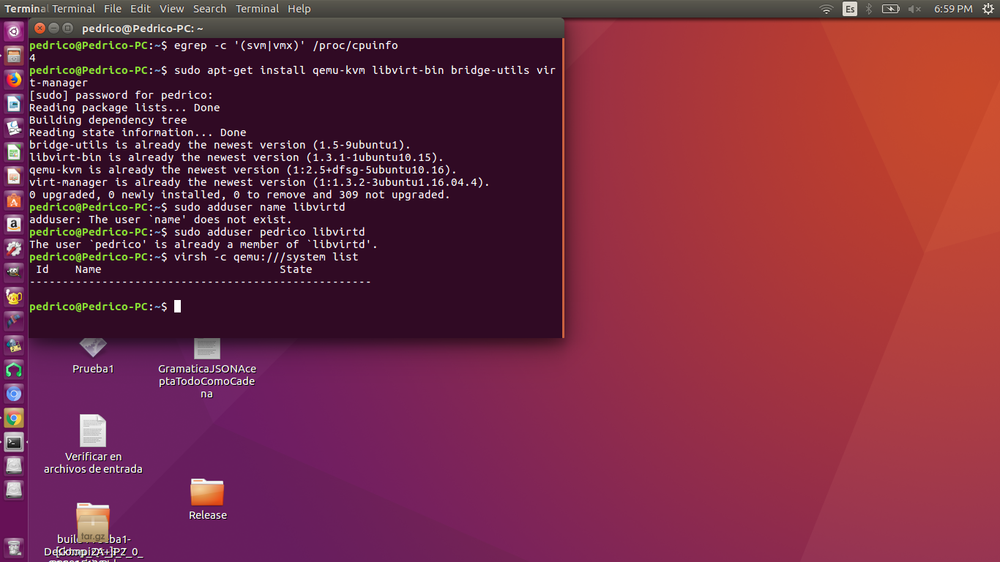 Terminal Terminal File Edit View Search Terminal Help Es 6:59 PM
pedrico@Pedrico-PC: ~
pedrico@Pedrico-PC:~$ egrep -c '(svm|vmx)' /proc/cpuinfo
4
pedrico@Pedrico-PC:~$ sudo apt-get install qemu-kvm libvirt-bin bridge-utils vir
t-manager
[sudo] password for pedrico:
Reading package lists... Done
Building dependency tree
Reading state information... Done
bridge-utils is already the newest version (1.5-9ubuntu1).
libvirt-bin is already the newest version (1.3.1-1ubuntu10.15).
qemu-kvm is already the newest version (1:2.5+dfsg-5ubuntu10.16).
virt-manager is already the newest version (1:1.3.2-3ubuntu1.16.04.4).
0 upgraded, 0 newly installed, 0 to remove and 309 not upgraded.
pedrico@Pedrico-PC:~$ sudo adduser name libvirtd
adduser: The user `name' does not exist.
pedrico@Pedrico-PC:~$ sudo adduser pedrico libvirtd
The user `pedrico' is already a member of `libvirtd'.
pedrico@Pedrico-PC:~$ virsh -c qemu:///system list
Id Name State
----------------------------------------------------
pedrico@Pedrico-PC:~$
Prueba1
GramaticaJSONAce
ptaTodoComoCade
na
Verificar en
archivos de entrada
Release
tar.gz